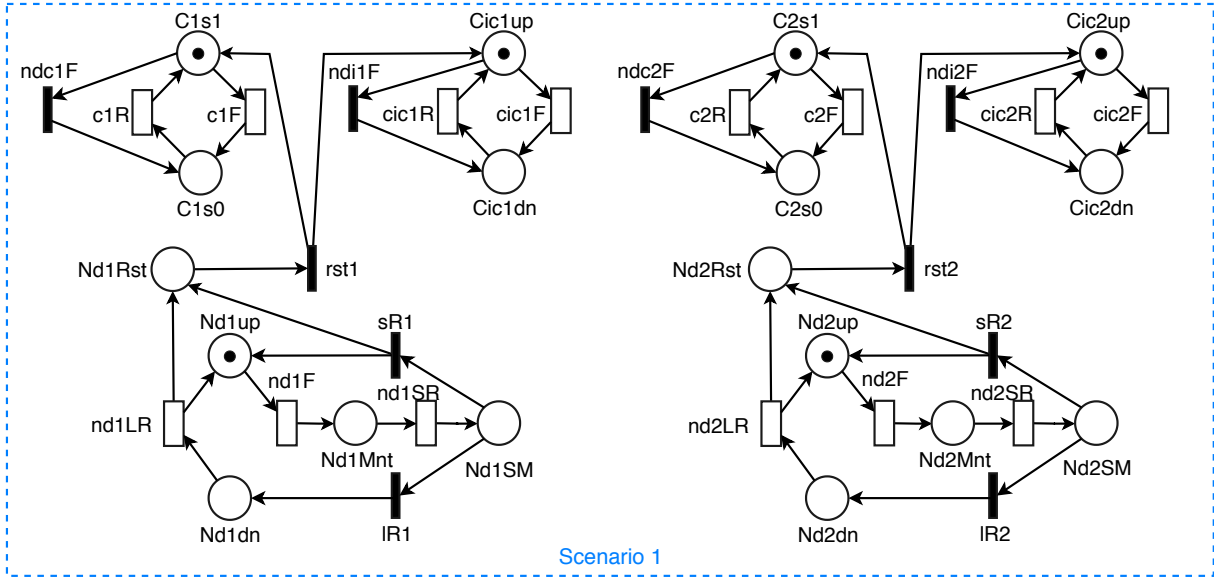 C1s1
Cic1up
C2s1
Cic2up
ndc1F
ndi1F
ndc2F
ndi2F
c1R
c1F
cic1R
cic1F
c2R
c2F
cic2R
cic2F
C1s0
Cic1dn
C2s0
Cic2dn
Nd1Rst
rst1
Nd2Rst
rst2
Nd1up
sR1
Nd2up
sR2
nd1F
nd1SR
nd2F
nd2SR
nd1LR
Nd1Mnt
Nd1SM
nd2LR
Nd2Mnt
Nd2SM
Nd1dn
lR1
Nd2dn
lR2
Scenario 1